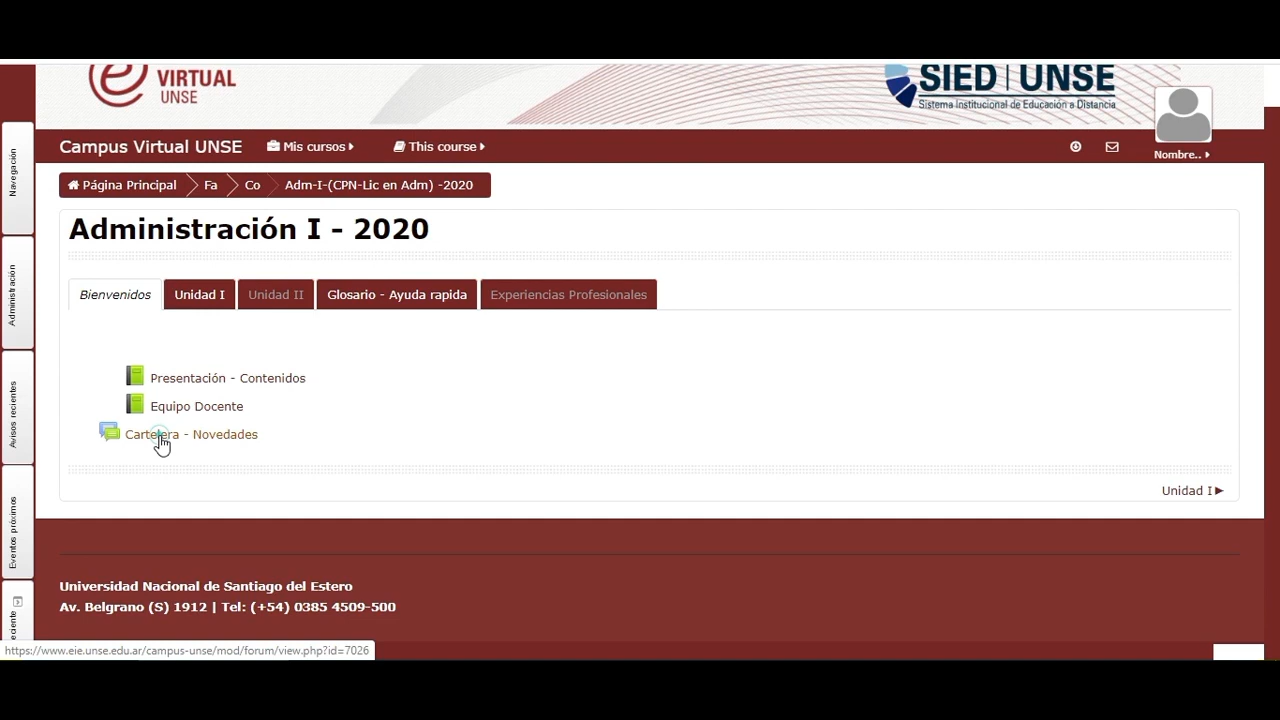 VIRTUAL
UNSE
SIED | UNSE
Sistema Institucional de Educación a Distancia
Campus Virtual UNSE
Mis cursos
This course
Nombre..
Página Principal
Fa
Co
Adm-I-(CPN-Lic en Adm) -2020
Administración I - 2020
Bienvenidos
Unidad I
Unidad II
Glosario - Ayuda rapida
Experiencias Profesionales
Presentación - Contenidos
Equipo Docente
Cartelera - Novedades
Unidad I
Navegación
Administración
Avisos recientes
Eventos próximos
eciente
Universidad Nacional de Santiago del Estero
Av. Belgrano (S) 1912 | Tel: (+54) 0385 4509-500
https://www.eie.unse.edu.ar/campus-unse/mod/forum/view.php?id=7026